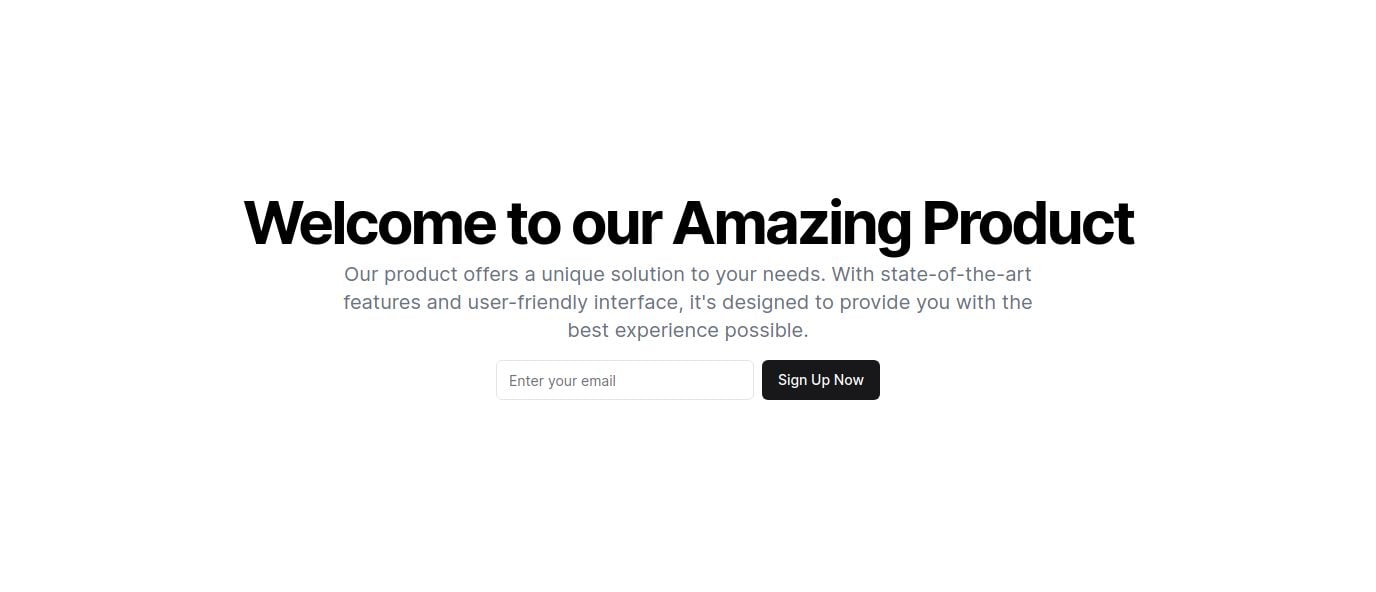 Welcome to our Amazing Product
Our product offers a unique solution to your needs. With state-of-the-art
features and user-friendly interface, it's designed to provide you with the
best experience possible.
Enter your email
Sign Up Now